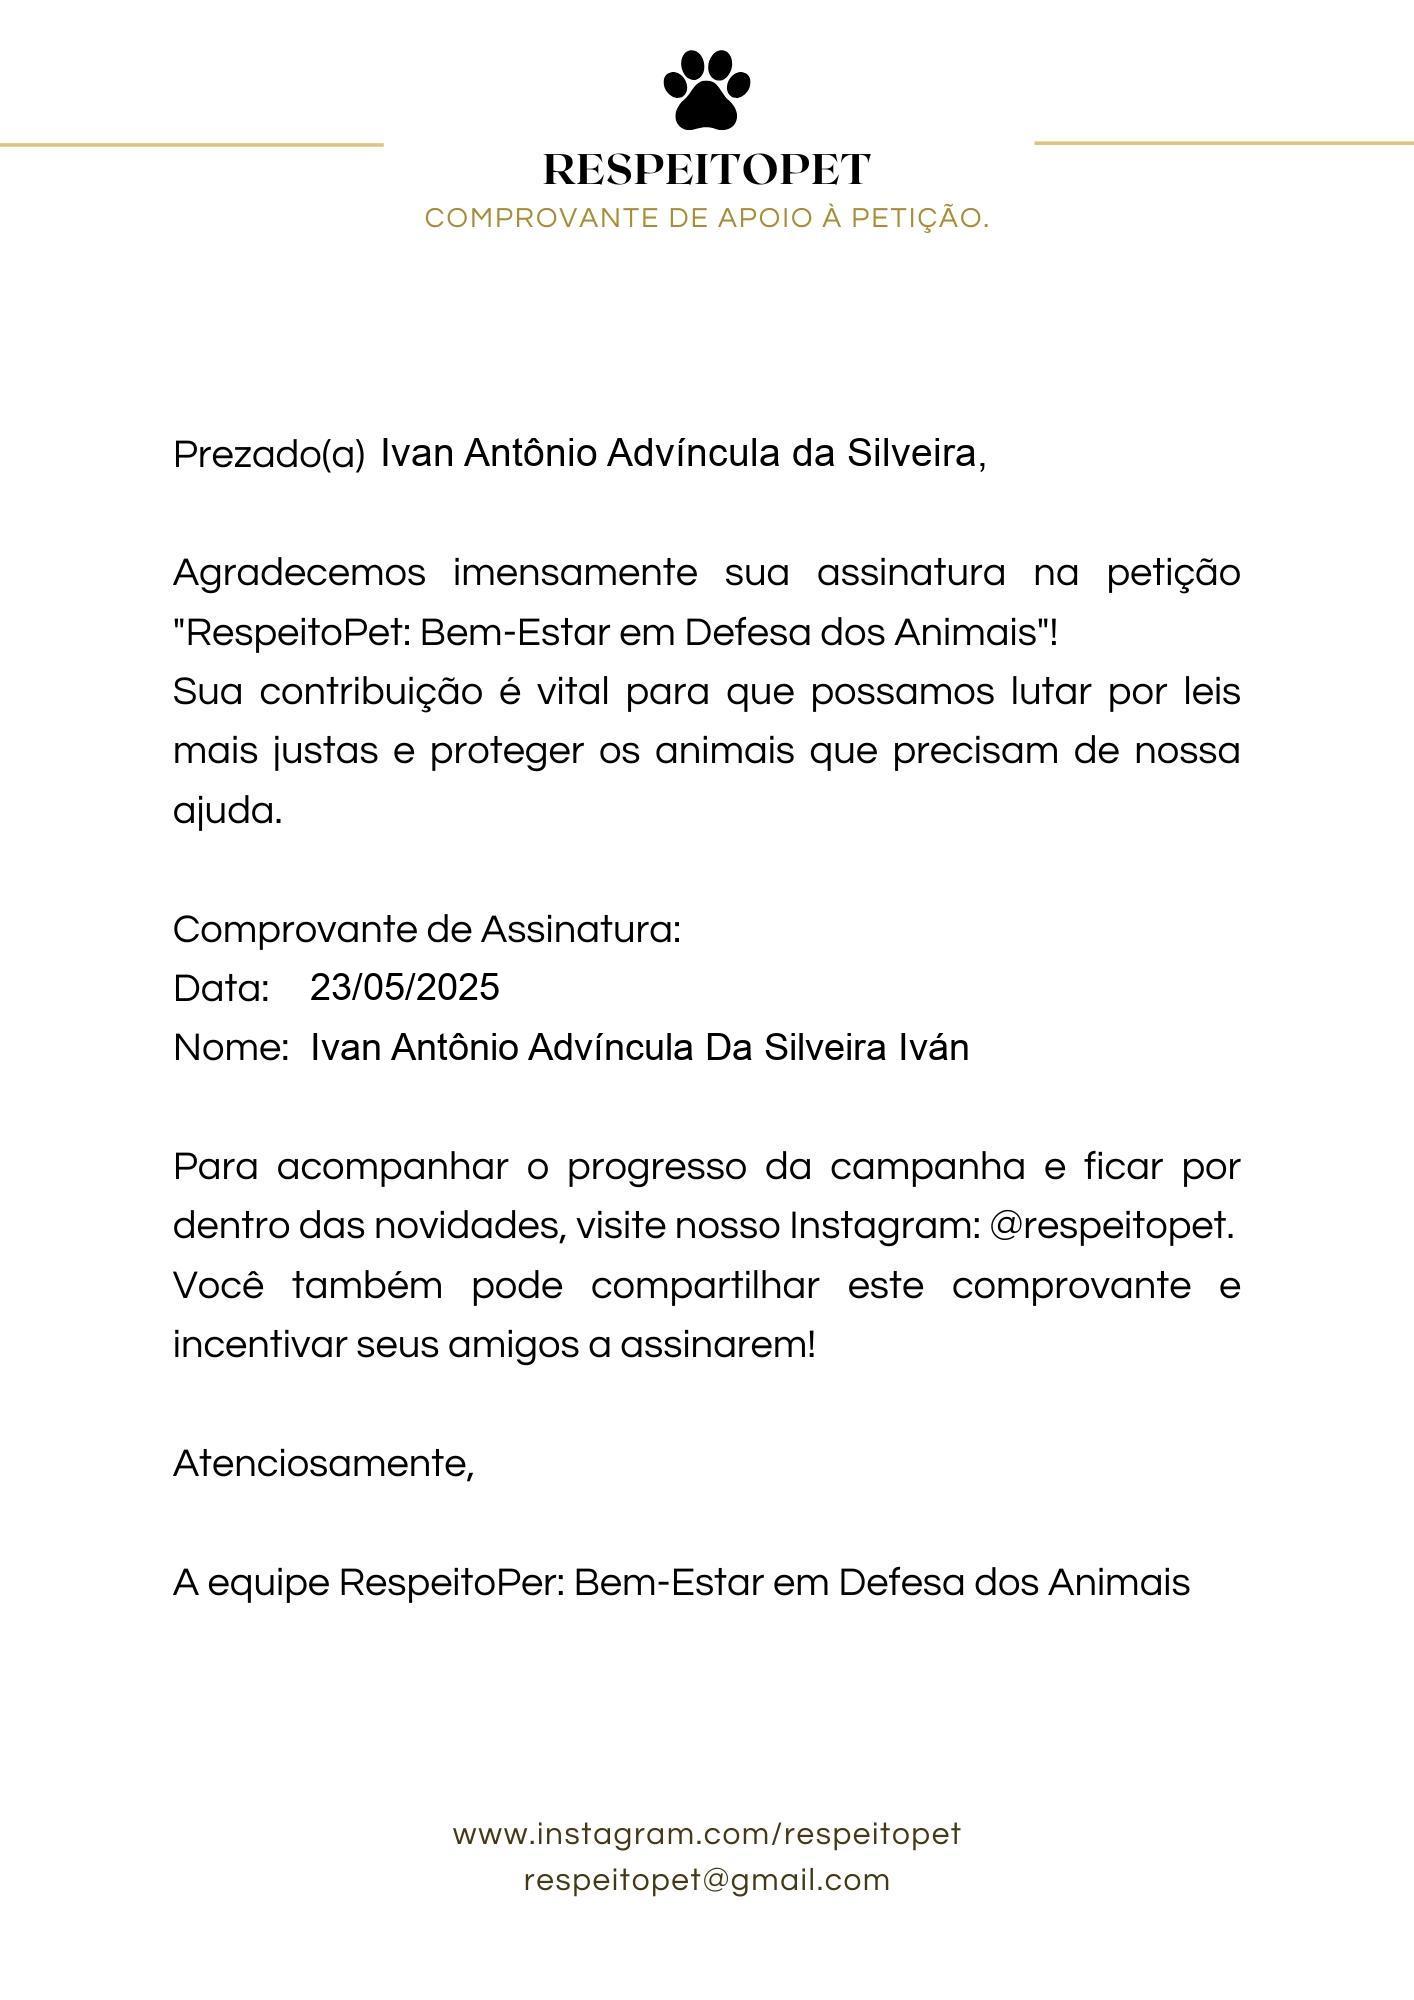 RESPEITOPET
COMPROVANTE DE APOIO À PETIÇÃO.
Prezado(a) Ivan Antônio Advíncula da Silveira,
Agradecemos imensamente sua assinatura na petição
"RespeitoPet: Bem-Estar em Defesa dos Animais"!
Sua contribuição é vital para que possamos lutar por leis
mais justas e proteger os animais que precisam de nossa
ajuda.
Comprovante de Assinatura:
Data: 23/05/2025
Nome: Ivan Antônio Advíncula Da Silveira Iván
Para acompanhar o progresso da campanha e ficar por
dentro das novidades, visite nosso Instagram: @respeitopet.
Você também pode compartilhar este comprovante e
incentivar seus amigos a assinarem!
Atenciosamente,
A equipe RespeitoPer: Bem-Estar em Defesa dos Animais
www.instagram.com/respeitopet
respeitopet@gmail.com